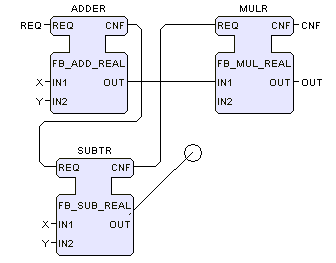 ADDER
REQ REQ CNF
FB_ADD_REAL
X IN1 OUT
Y IN2
MULR
REQ CNF CNF
FB_MUL_REAL
IN1 OUT OUT
IN2
SUBTR
REQ CNF
FB_SUB_REAL
X IN1 OUT
Y IN2